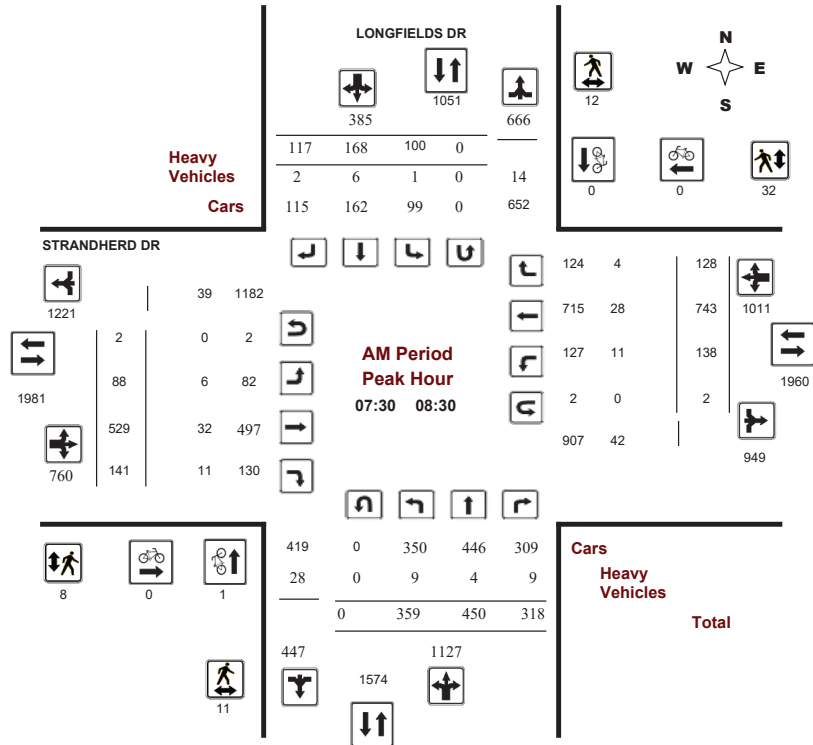 LONGFIELDS DR
N
W E
S
1051
12
385 666
117 168 100 0
Heavy
Vehicles
2 6 1 0 14
Cars 115 162 99 0 652
0 0 32
STRANDHERD DR
1221
39 1182
124 4 128
1011
2 0 2
715 28 743
1981
88 6 82
AM Period
Peak Hour
07:30 08:30
127 11 138
1960
529 32 497
2 0 2
760
141 11 130
907 42
949
419 0 350 446 309 Cars
28 0 9 4 9 Heavy
Vehicles
0 359 450 318 Total
8 0 1
447 1127
1574
11